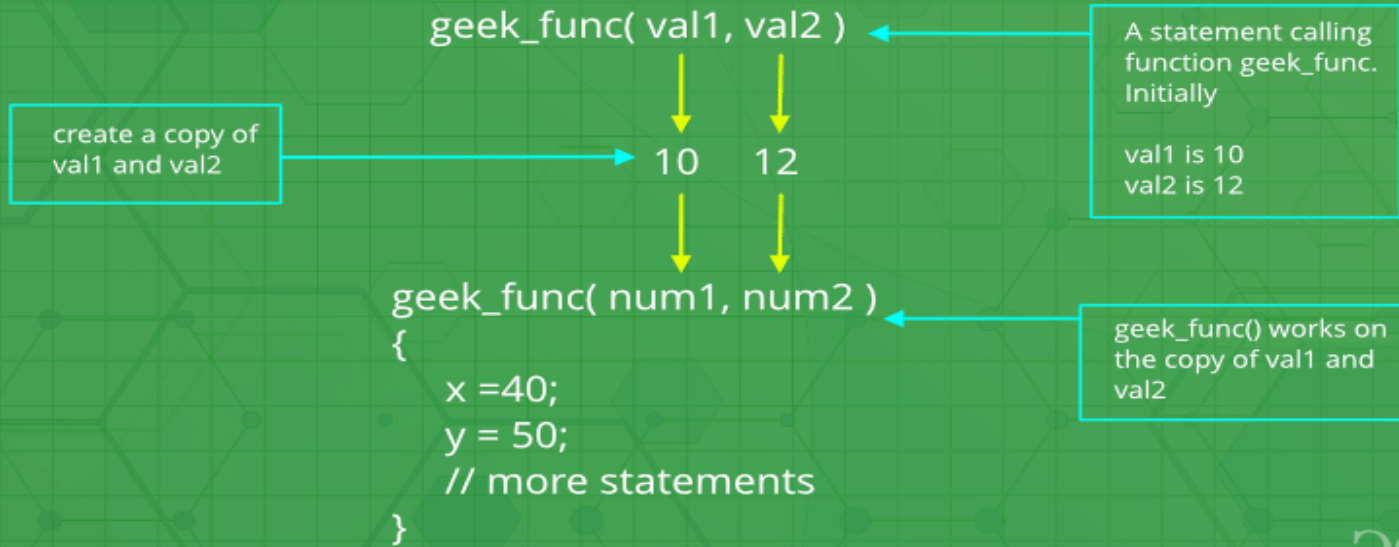 geek_func( val1, val2 )
A statement calling
function geek_func.
Initially
val1 is 10
val2 is 12
create a copy of
val1 and val2
10 12
geek_func( num1, num2 )
{
x =40;
y = 50;
// more statements
}
geek_func() works on
the copy of val1 and
val2